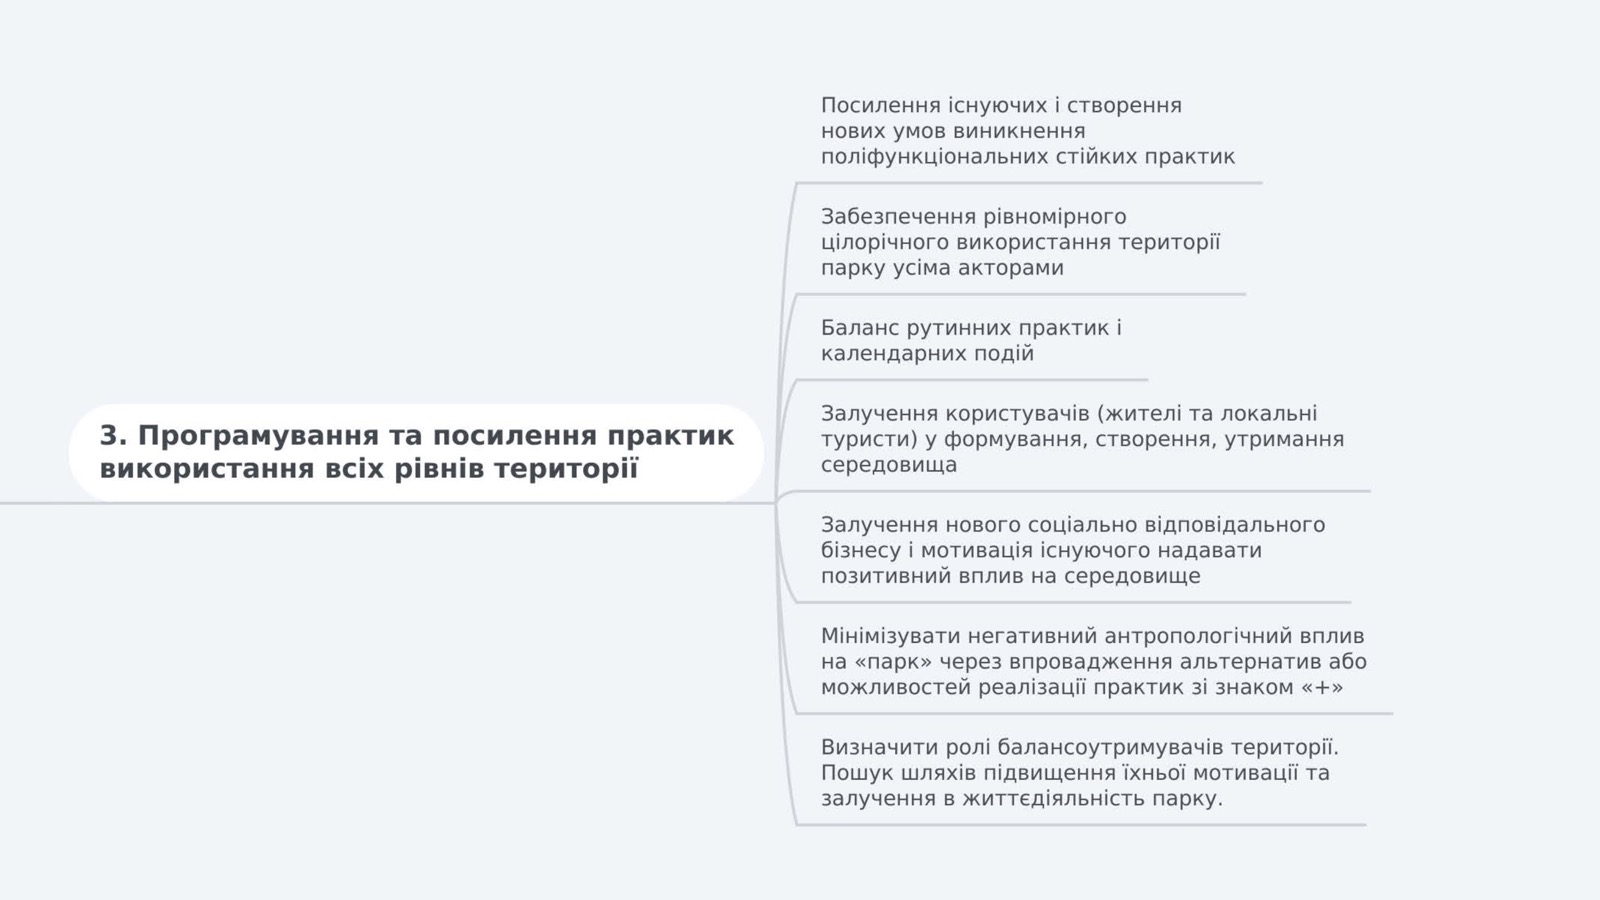 3. Програмування та посилення практик
використання всіх рівнів території
Посилення існуючих і створення
нових умов виникнення
поліфункціональних стійких практик
Забезпечення рівномірного
цілорічного використання території
парку усіма акторами
Баланс рутинних практик і
календарних подій
Залучення користувачів (жителі та локальні
туристи) у формування, створення, утримання
середовища
Залучення нового соціально відповідального
бізнесу і мотивація існуючого надавати
позитивний вплив на середовище
Мінімізувати негативний антропологічний вплив
на «парк» через впровадження альтернатив або
можливостей реалізації практик зі знаком «+»
Визначити ролі балансоутримувачів території.
Пошук шляхів підвищення їхньої мотивації та
залучення в життєдіяльність парку.